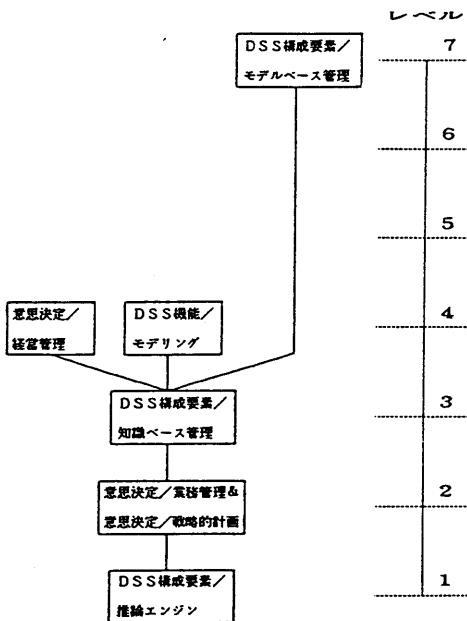 レベル
DSS構成要素/
モデルベース管理
7
6
5
意思決定/
経営管理
DSS機能/
モデリング
4
DSS構成要素/
知識ベース管理
3
意思決定/業務管理&
意思決定/戦略的計画
2
DSS構成要素/
推論エンジン
1